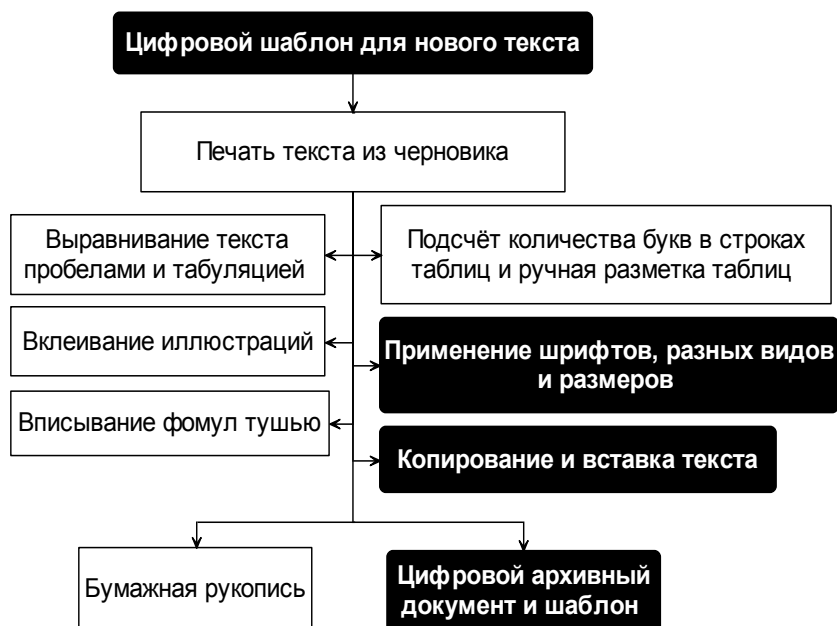 Цифровой шаблон для нового текста
Печать текста из черновика
Выравнивание текста
пробелами и табуляцией
Подсчёт количества букв в строках
таблиц и ручная разметка таблиц
Вклеивание иллюстраций
Применение шрифтов, разных видов
и размеров
Вписывание фомул тушью
Копирование и вставка текста
Бумажная рукопись
Цифровой архивный
документ и шаблон